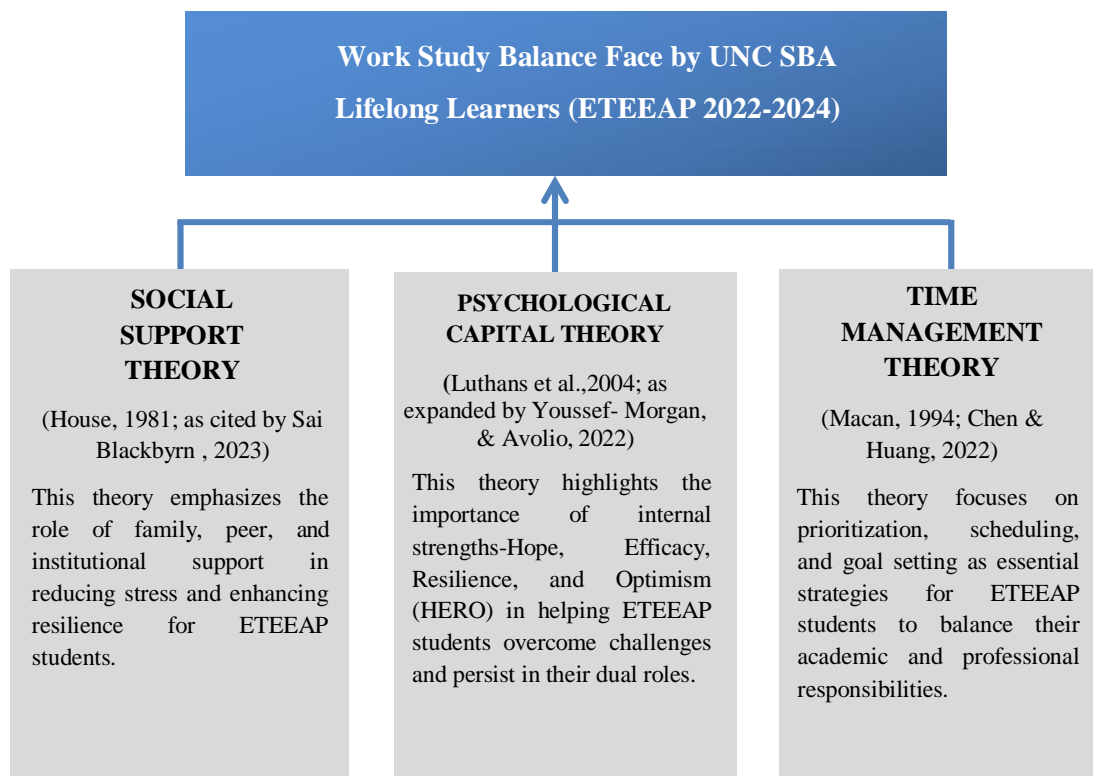 Work Study Balance Face by UNC SBA
Lifelong Learners (ETEEAP 2022-2024)
SOCIAL
SUPPORT
THEORY
(House, 1981; as cited by Sai
Blackbyrn , 2023)
This theory emphasizes the
role of family, peer, and
institutional support in
reducing stress and enhancing
resilience for ETEEAP
students.
PSYCHOLOGICAL
CAPITAL THEORY
(Luthans et al.,2004; as
expanded by Youssef- Morgan,
& Avolio, 2022)
This theory highlights the
importance of internal
strengths-Hope, Efficacy,
Resilience, and Optimism
(HERO) in helping ETEEAP
students overcome challenges
and persist in their dual roles.
TIME
MANAGEMENT
THEORY
(Macan, 1994; Chen &
Huang, 2022)
This theory focuses on
prioritization, scheduling,
and goal setting as essential
strategies for ETEEAP
students to balance their
academic and professional
responsibilities.